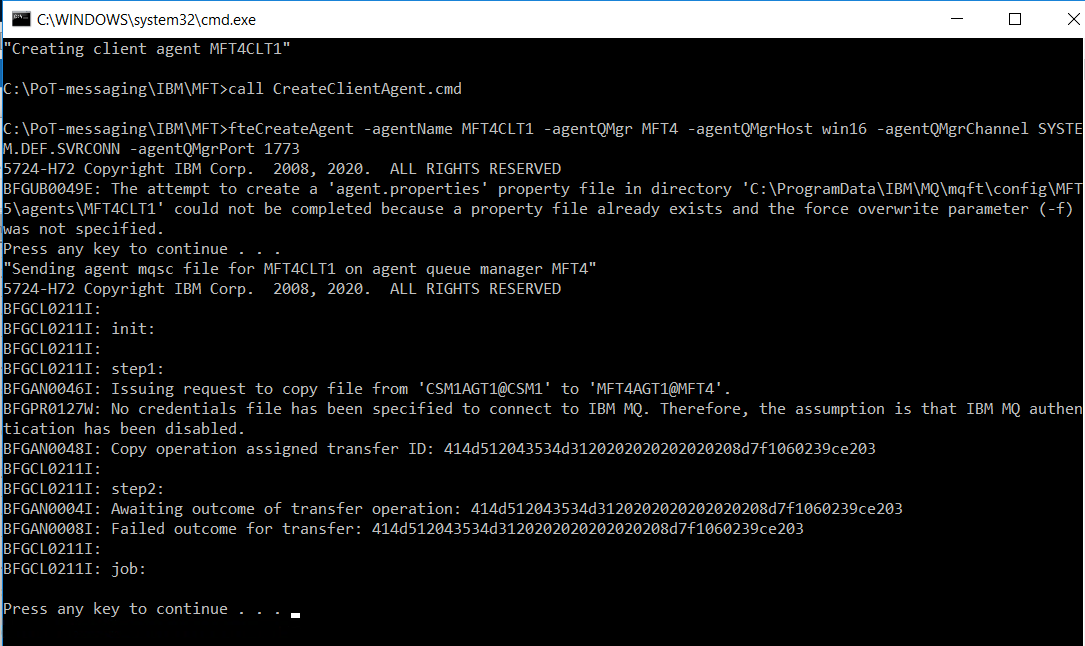 C:\WINDOWS\system32\cmd.exe
"Creating client agent MFT4CLT1"
C:\PoT-messaging\IBM\MFT>call CreateClientAgent.cmd
C:\PoT-messaging\IBM\MFT>fteCreateAgent -agentName MFT4CLT1 -agentQMgr MFT4 -agentQMgrHost win16 -agentQMgrChannel SYSTE
M.DEF.SVRCONN -agentQMgrPort 1773
5724-H72 Copyright IBM Corp.  2008, 2020.  ALL RIGHTS RESERVED
BFGUB0049E: The attempt to create a 'agent.properties' property file in directory 'C:\ProgramData\IBM\MQ\mqft\config\MFT
5\agents\MFT4CLT1' could not be completed because a property file already exists and the force overwrite parameter (-f)
was not specified.
Press any key to continue . . .
"Sending agent mqsc file for MFT4CLT1 on agent queue manager MFT4"
5724-H72 Copyright IBM Corp.  2008, 2020.  ALL RIGHTS RESERVED
BFGCL0211I:
BFGCL0211I: init:
BFGCL0211I:
BFGCL0211I: step1:
BFGAN0046I: Issuing request to copy file from 'CSM1AGT1@CSM1' to 'MFT4AGT1@MFT4'.
BFGPR0127W: No credentials file has been specified to connect to IBM MQ. Therefore, the assumption is that IBM MQ authen
tication has been disabled.
BFGAN0048I: Copy operation assigned transfer ID: 414d512043534d3120202020202020208d7f1060239ce203
BFGCL0211I:
BFGCL0211I: step2:
BFGAN0004I: Awaiting outcome of transfer operation: 414d512043534d3120202020202020208d7f1060239ce203
BFGAN0008I: Failed outcome for transfer: 414d512043534d3120202020202020208d7f1060239ce203
BFGCL0211I:
BFGCL0211I: job:
Press any key to continue . . .